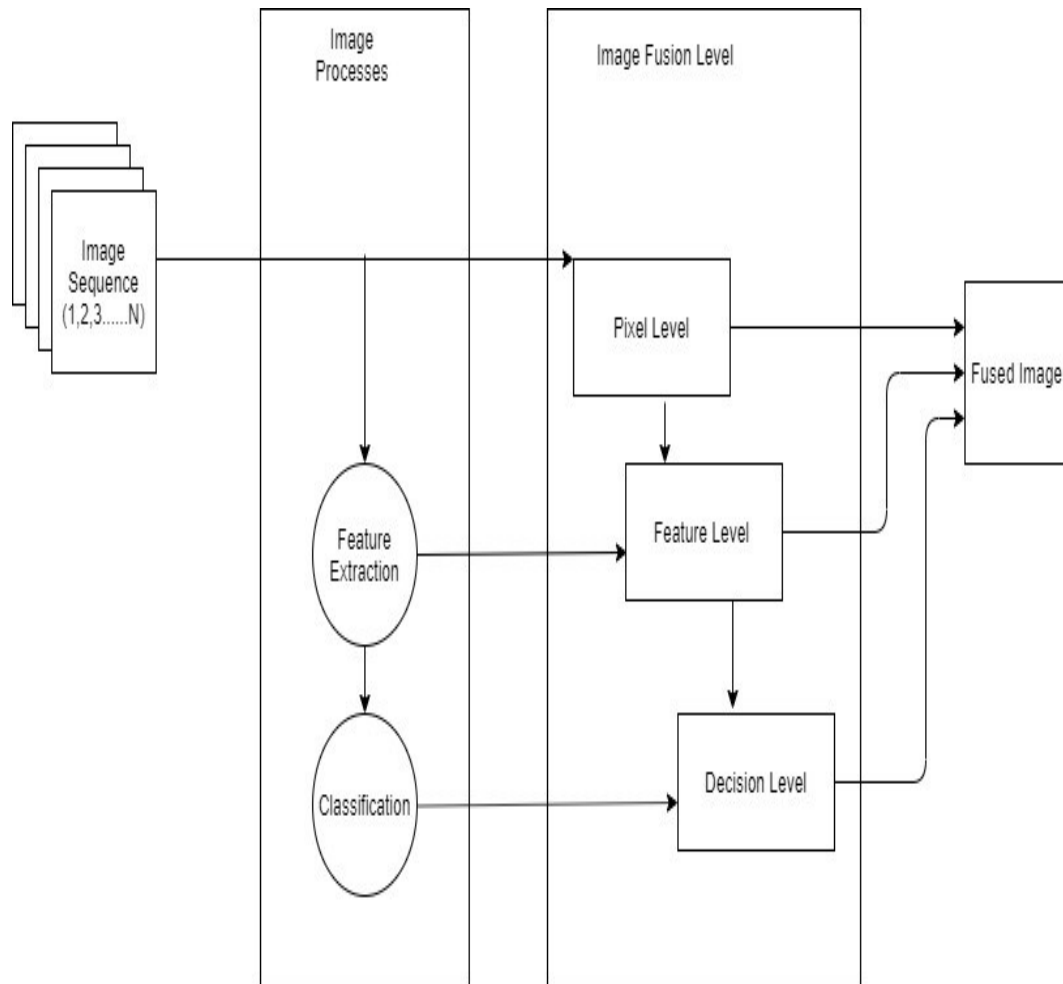 Image
Processes
Image Fusion Level
Image
Sequence
(1,2,3......N)
Pixel Level
Fused Image
Feature
Extraction
Feature Level
Classification
Decision Level